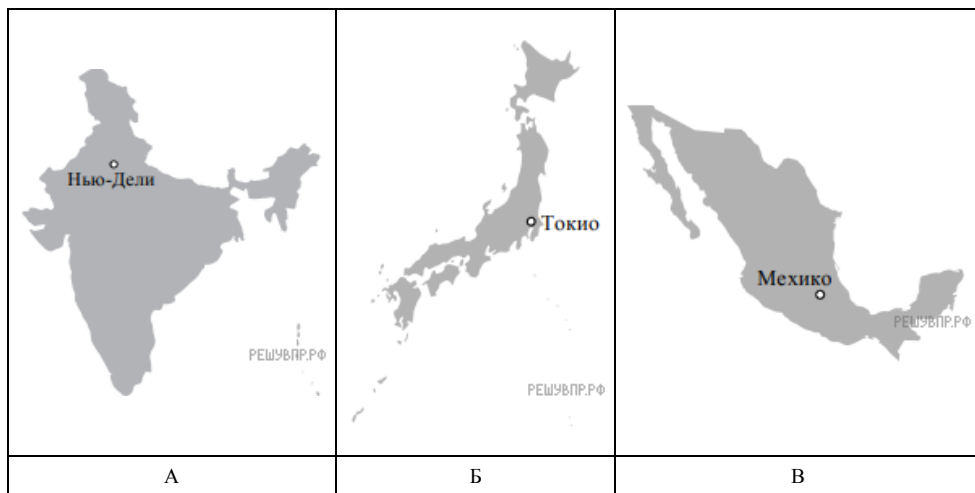 Нью-Дели
РЕШУВПР.РФ
Токио
РЕШУВПР.РФ
Мехико
РЕШУВПР.РФ
А
Б
В